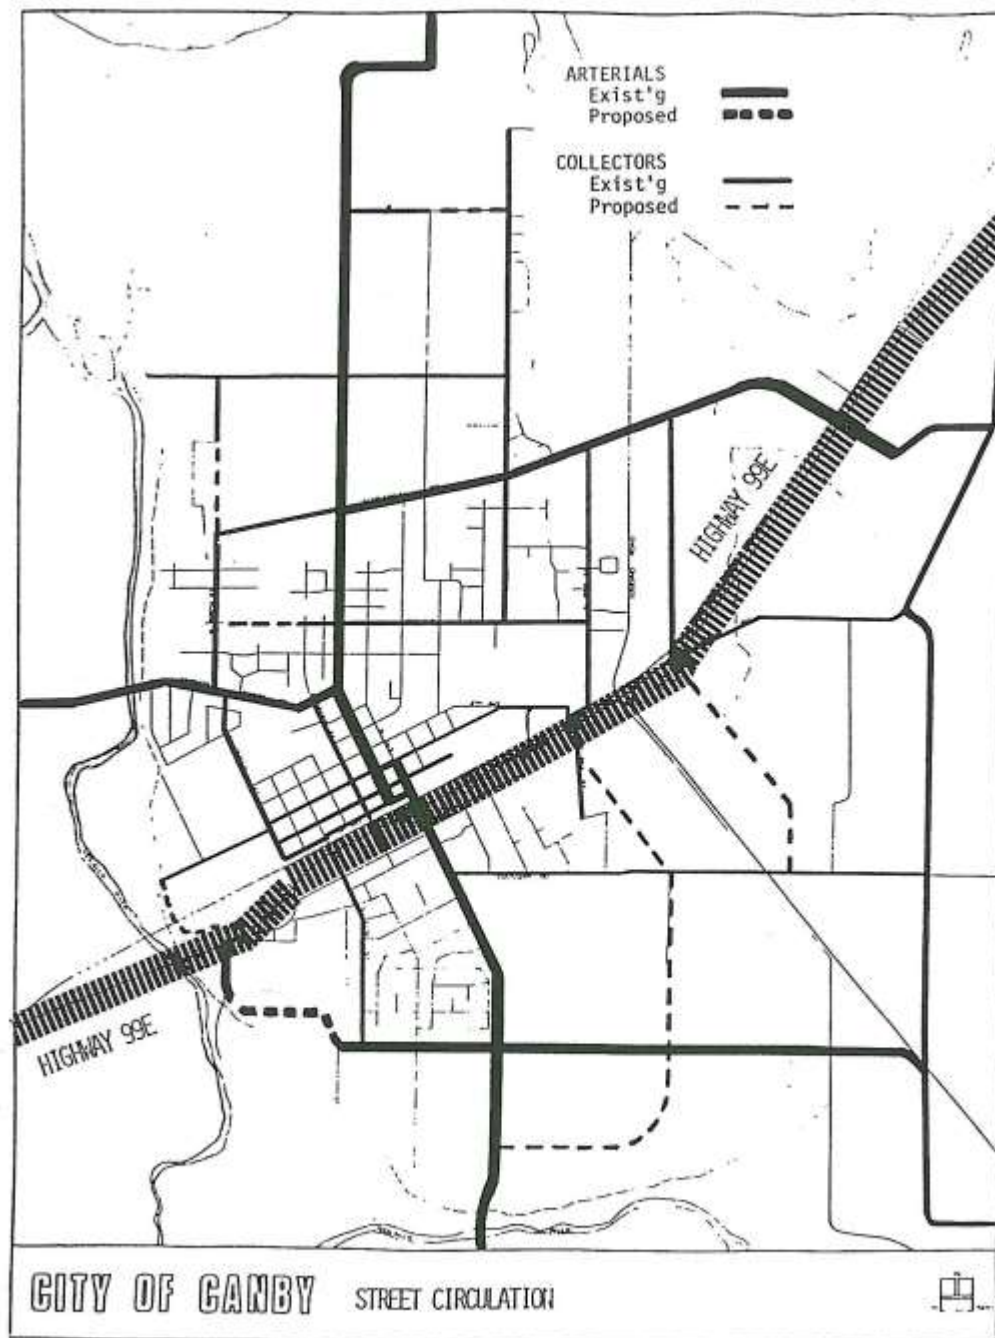 ARTERIALS
Exist'g
Proposed
COLLECTORS
Exist'g
Proposed
HIGHWAY 99E
HIGHWAY 99E
CITY OF CANBY STREET CIRCULATION